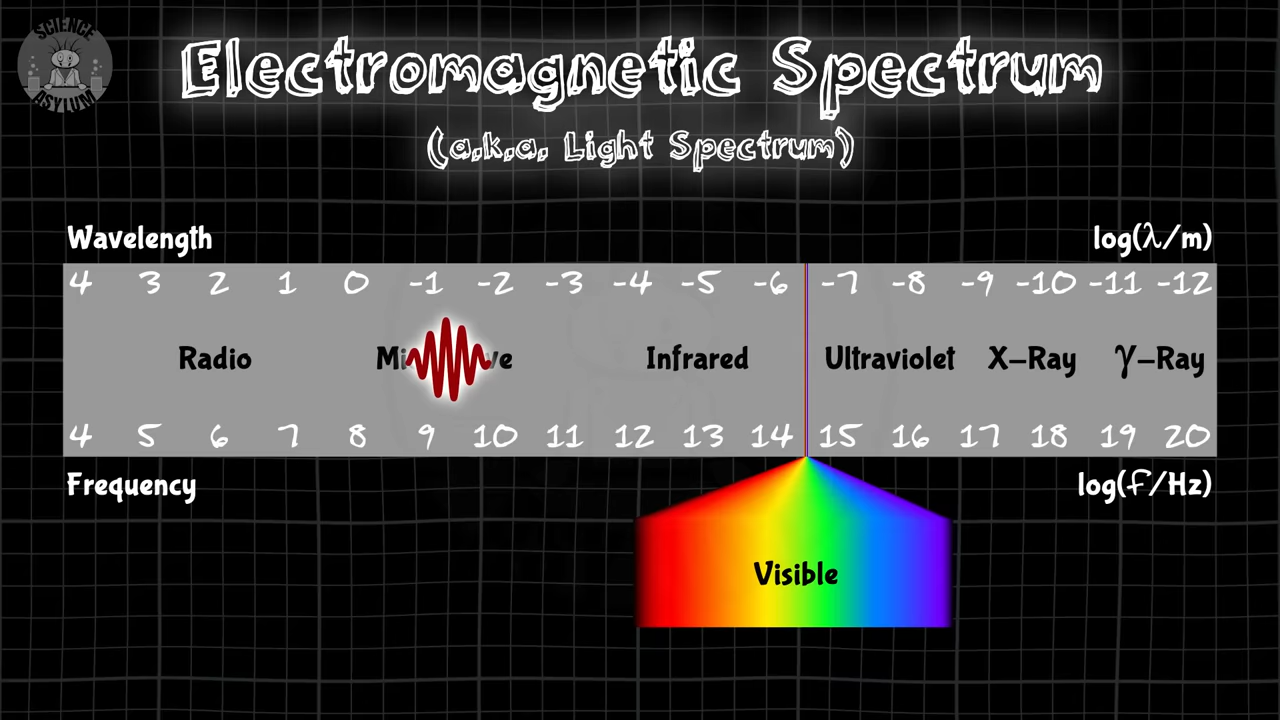 SCIENCE
ASYLUM
Electromagnetic Spectrum
(a.k.a. Light Spectrum)
Wavelength log(λ/m)
4 3 2 1 0 -1 -2 -3 -4 -5 -6 -7 -8 -9 -10 -11 -12
Radio Infrared Ultraviolet X-Ray γ-Ray
4 5 6 7 8 9 10 11 12 13 14 15 16 17 18 19 20
Frequency log(f/Hz)
Visible